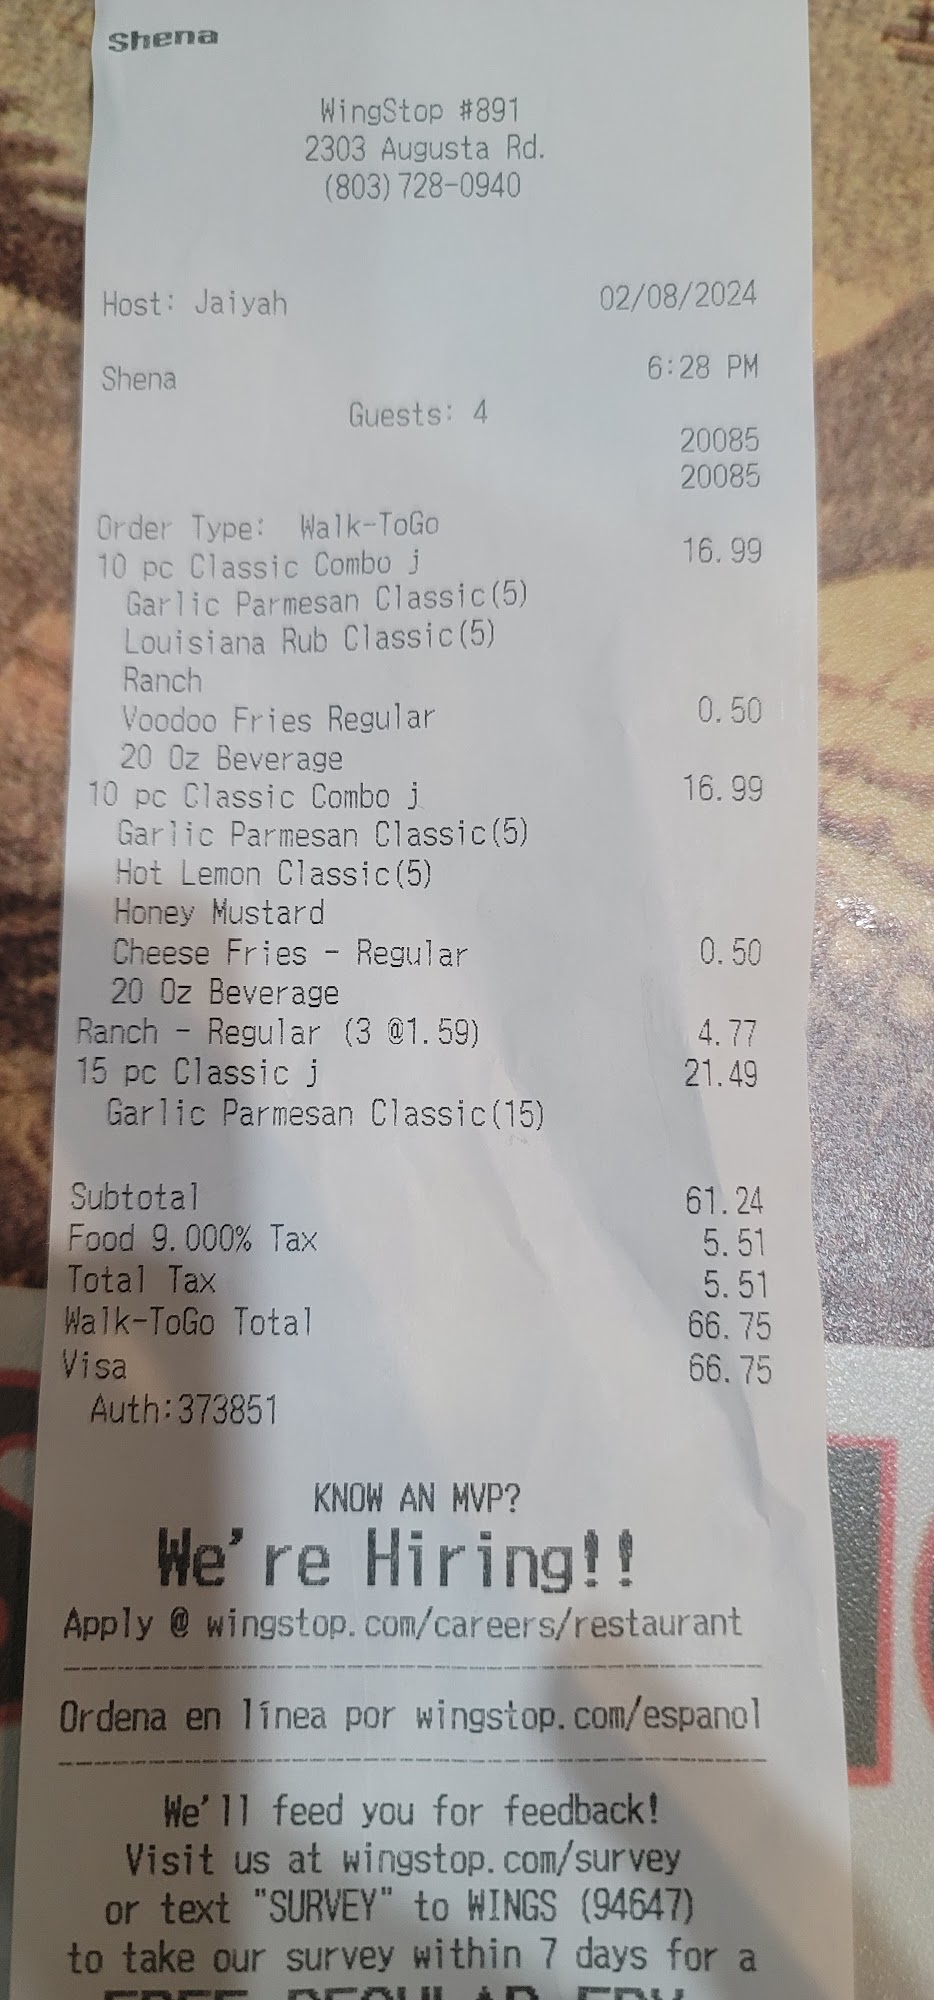 Shena
WingStop #891
2303 Augusta Rd.
(803)728-0940
Host: Jaiyah 02/08/2024
Shena 6:28 PM
Guests: 4
20085
20085
Order Type: Walk-ToGo
10 pc Classic Combo j 16.99
Garlic Parmesan Classic(5)
Louisiana Rub Classic(5)
Ranch
Voodoo Fries Regular 0.50
20 Oz Beverage
10 pc Classic Combo j 16.99
Garlic Parmesan Classic(5)
Hot Lemon Classic(5)
Honey Mustard
Cheese Fries - Regular 0.50
20 Oz Beverage
Ranch - Regular (3 @1.59) 4.77
15 pc Classic j 21.49
Garlic Parmesan Classic(15)
Subtotal 61.24
Food 9.000% Tax 5.51
Total Tax 5.51
Walk-ToGo Total 66.75
Visa 66.75
Auth:373851
KNOW AN MVP?
We're Hiring!!
Apply @ wingstop.com/careers/restaurant
Ordena en línea por wingstop.com/espanol
We'll feed you for feedback!
Visit us at wingstop.com/survey
or text "SURVEY" to WINGS (94647)
to take our survey within 7 days for a
FREE REGULAR FRY